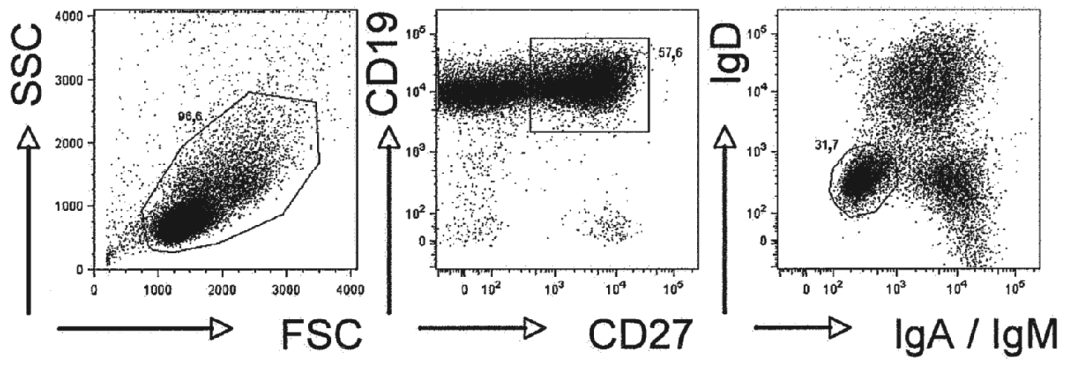 SSC
4000
3000
2000
1000
0
96,6
0 1000 2000 3000 4000
FSC
CD19
10⁵
10⁴
10³
10²
0
57,6
0 10² 10³ 10⁴ 10⁵
CD27
IgD
10⁵
10⁴
10³
10²
0
31,7
0 10² 10³ 10⁴ 10⁵
IgA / IgM